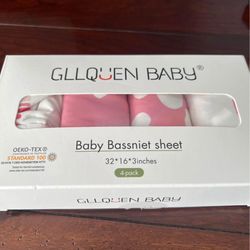 GLLQUEN BABY®
OEKO-TEX®
STANDARD 100
Baby Bassniet sheet
32*16*3inches
4-pack
GLLQUEN BABY